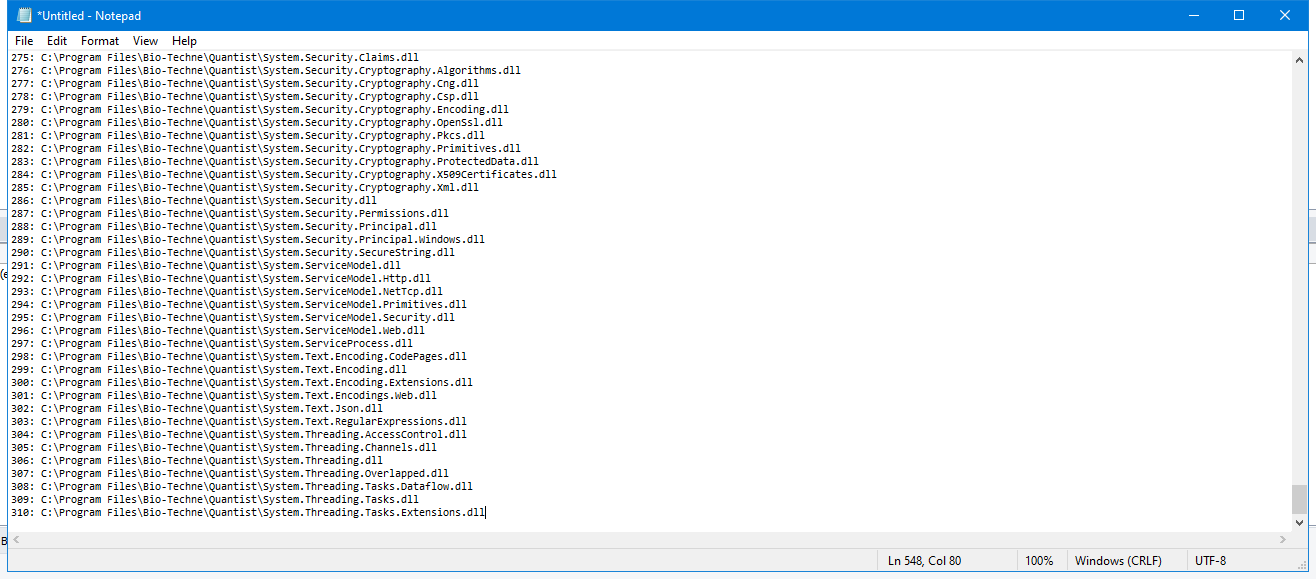 *Untitled - Notepad
File Edit Format View Help
275: C:\Program Files\Bio-Techne\Quantist\System.Security.Claims.dll
276: C:\Program Files\Bio-Techne\Quantist\System.Security.Cryptography.Algorithms.dll
277: C:\Program Files\Bio-Techne\Quantist\System.Security.Cryptography.Cng.dll
278: C:\Program Files\Bio-Techne\Quantist\System.Security.Cryptography.Csp.dll
279: C:\Program Files\Bio-Techne\Quantist\System.Security.Cryptography.Encoding.dll
280: C:\Program Files\Bio-Techne\Quantist\System.Security.Cryptography.OpenSsl.dll
281: C:\Program Files\Bio-Techne\Quantist\System.Security.Cryptography.Pkcs.dll
282: C:\Program Files\Bio-Techne\Quantist\System.Security.Cryptography.Primitives.dll
283: C:\Program Files\Bio-Techne\Quantist\System.Security.Cryptography.ProtectedData.dll
284: C:\Program Files\Bio-Techne\Quantist\System.Security.Cryptography.X509Certificates.dll
285: C:\Program Files\Bio-Techne\Quantist\System.Security.Cryptography.Xml.dll
286: C:\Program Files\Bio-Techne\Quantist\System.Security.dll
287: C:\Program Files\Bio-Techne\Quantist\System.Security.Permissions.dll
288: C:\Program Files\Bio-Techne\Quantist\System.Security.Principal.dll
289: C:\Program Files\Bio-Techne\Quantist\System.Security.Principal.Windows.dll
290: C:\Program Files\Bio-Techne\Quantist\System.Security.SecureString.dll
291: C:\Program Files\Bio-Techne\Quantist\System.ServiceModel.dll
292: C:\Program Files\Bio-Techne\Quantist\System.ServiceModel.Http.dll
293: C:\Program Files\Bio-Techne\Quantist\System.ServiceModel.NetTcp.dll
294: C:\Program Files\Bio-Techne\Quantist\System.ServiceModel.Primitives.dll
295: C:\Program Files\Bio-Techne\Quantist\System.ServiceModel.Security.dll
296: C:\Program Files\Bio-Techne\Quantist\System.ServiceModel.Web.dll
297: C:\Program Files\Bio-Techne\Quantist\System.ServiceProcess.dll
298: C:\Program Files\Bio-Techne\Quantist\System.Text.Encoding.CodePages.dll
299: C:\Program Files\Bio-Techne\Quantist\System.Text.Encoding.dll
300: C:\Program Files\Bio-Techne\Quantist\System.Text.Encoding.Extensions.dll
301: C:\Program Files\Bio-Techne\Quantist\System.Text.Encodings.Web.dll
302: C:\Program Files\Bio-Techne\Quantist\System.Text.Json.dll
303: C:\Program Files\Bio-Techne\Quantist\System.Text.RegularExpressions.dll
304: C:\Program Files\Bio-Techne\Quantist\System.Threading.AccessControl.dll
305: C:\Program Files\Bio-Techne\Quantist\System.Threading.Channels.dll
306: C:\Program Files\Bio-Techne\Quantist\System.Threading.dll
307: C:\Program Files\Bio-Techne\Quantist\System.Threading.Overlapped.dll
308: C:\Program Files\Bio-Techne\Quantist\System.Threading.Tasks.Dataflow.dll
309: C:\Program Files\Bio-Techne\Quantist\System.Threading.Tasks.dll
310: C:\Program Files\Bio-Techne\Quantist\System.Threading.Tasks.Extensions.dll
Ln 548, Col 80 100% Windows (CRLF) UTF-8